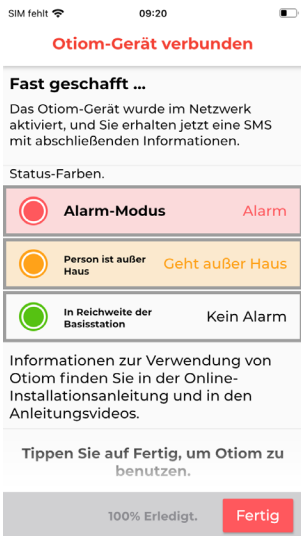 SIM fehlt 09:20
Otiom-Gerät verbunden
Fast geschafft ...
Das Otiom-Gerät wurde im Netzwerk
aktiviert, und Sie erhalten jetzt eine SMS
mit abschließenden Informationen.
Status-Farben.
Alarm-Modus Alarm
Person ist außer
Haus
Geht außer Haus
In Reichweite der
Basisstation
Kein Alarm
Informationen zur Verwendung von
Otiom finden Sie in der Online-
Installationsanleitung und in den
Anleitungsvideos.
Tippen Sie auf Fertig, um Otiom zu
benutzen.
100% Erledigt. Fertig